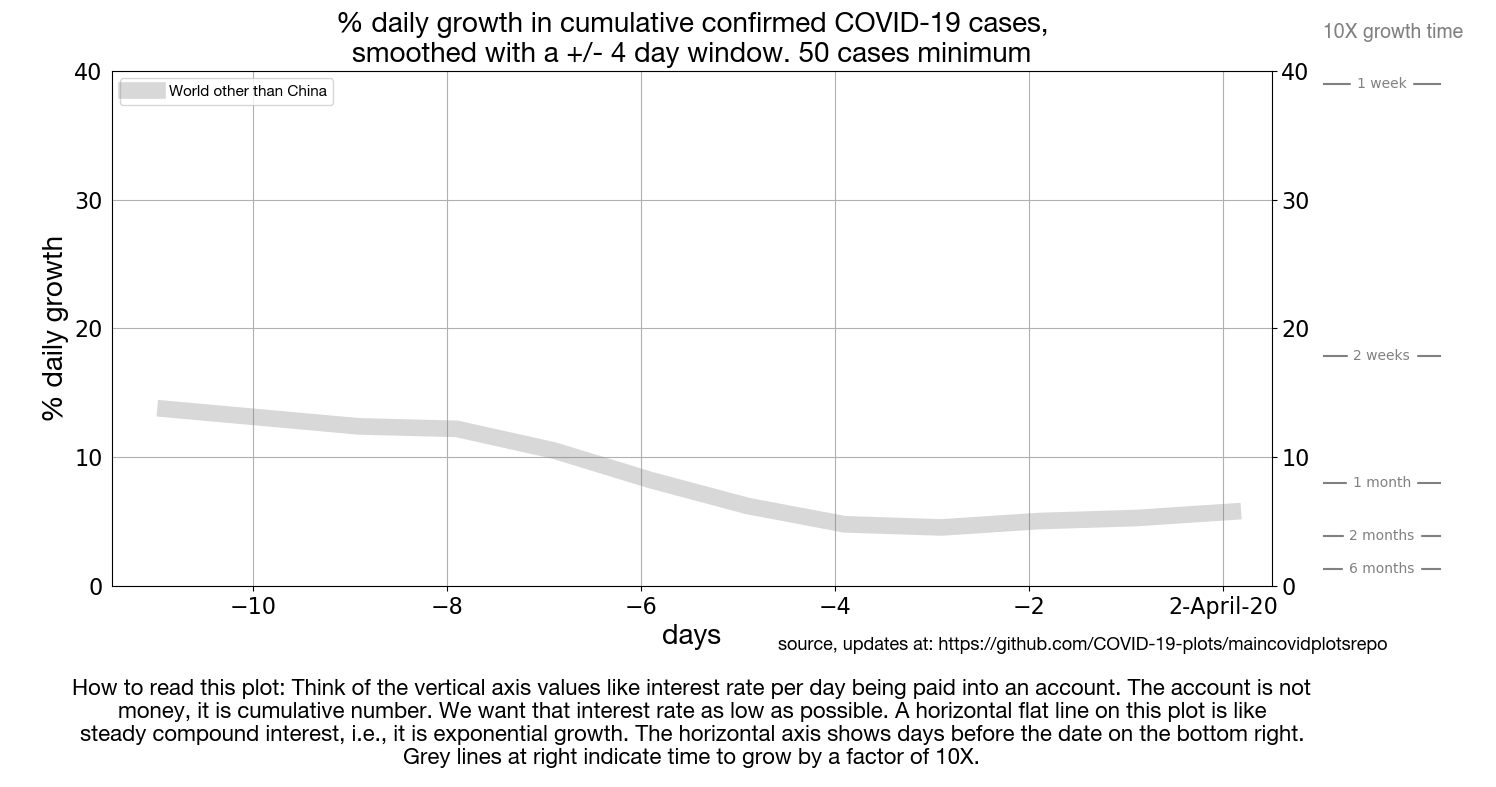 % daily growth in cumulative confirmed COVID-19 cases,
smoothed with a +/- 4 day window. 50 cases minimum
10X growth time
World other than China
% daily growth
40
30
20
10
0
40
30
20
10
0
1 week
2 weeks
1 month
2 months
6 months
−10
−8
−6
−4
−2
2-April-20
days
source, updates at: https://github.com/COVID-19-plots/maincovidplotsrepo
How to read this plot: Think of the vertical axis values like interest rate per day being paid into an account. The account is not
money, it is cumulative number. We want that interest rate as low as possible. A horizontal flat line on this plot is like
steady compound interest, i.e., it is exponential growth. The horizontal axis shows days before the date on the bottom right.
Grey lines at right indicate time to grow by a factor of 10X.